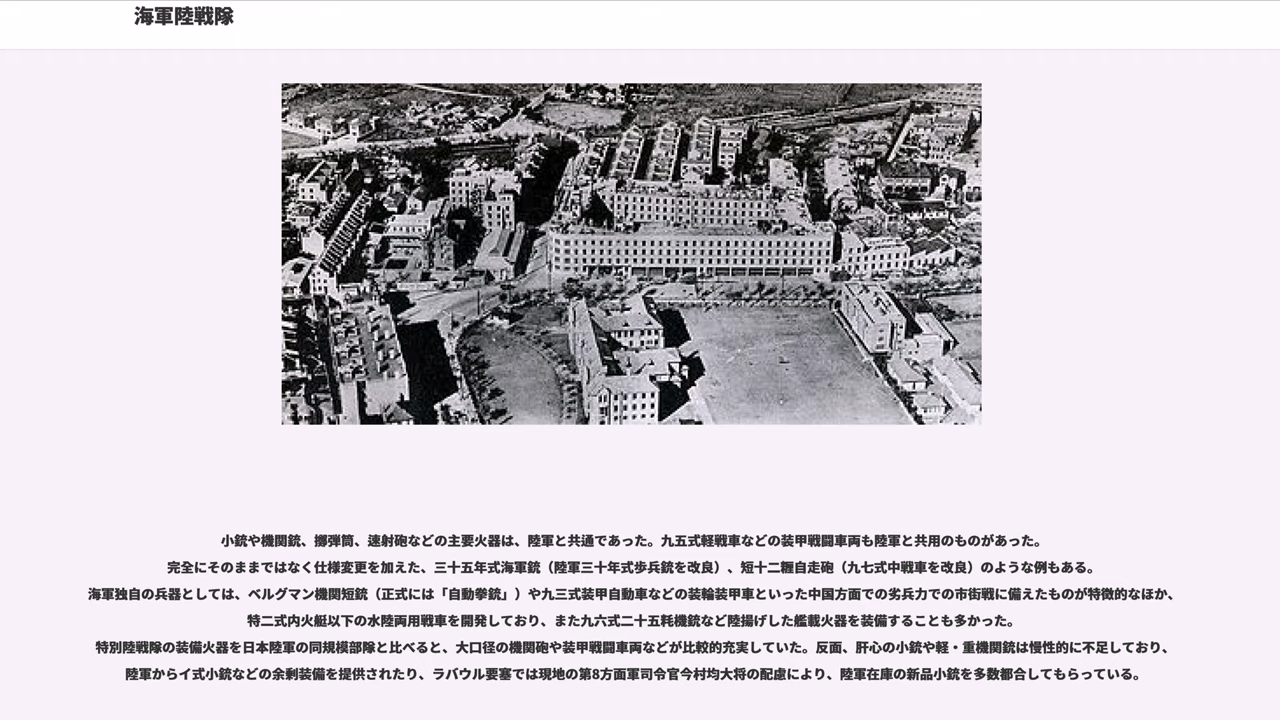 海軍陸戦隊
小銃や機関銃、擲弾筒、速射砲などの主要火器は、陸軍と共通であった。九五式軽戦車などの装甲戦闘車両も陸軍と共用のものがあった。
完全にそのままではなく仕様変更を加えた、三十五年式海軍銃（陸軍三十年式歩兵銃を改良）、短十二糎自走砲（九七式中戦車を改良）のような例もある。
海軍独自の兵器としては、ベルグマン機関短銃（正式には「自動拳銃」）や九三式装甲自動車などの装輪装甲車といった中国方面での劣兵力での市街戦に備えたものが特徴的なほか、
特二式内火艇以下の水陸両用戦車を開発しており、また九六式二十五粍機銃など陸揚げした艦載火器を装備することも多かった。
特別陸戦隊の装備火器を日本陸軍の同規模部隊と比べると、大口径の機関砲や装甲戦闘車両などが比較的充実していた。反面、肝心の小銃や軽・重機関銃は慢性的に不足しており、
陸軍からイ式小銃などの余剰装備を提供されたり、ラバウル要塞では現地の第8方面軍司令官今村均大将の配慮により、陸軍在庫の新品小銃を多数都合してもらっている。